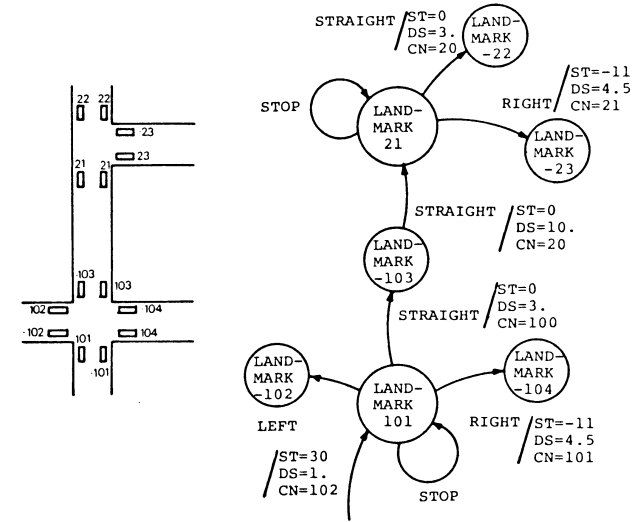 22
22
-23
23
21
21
-103
103
102
-104
-102
104
101
-101
STRAIGHT
ST=0
DS=3.
CN=20
LAND-
MARK
-22
STOP
LAND-
MARK
21
RIGHT
ST=-11
DS=4.5
CN=21
LAND-
MARK
-23
STRAIGHT
ST=0
DS=10.
CN=20
LAND-
MARK
-103
STRAIGHT
ST=0
DS=3.
CN=100
LAND-
MARK
-102
LEFT
ST=30
DS=1.
CN=102
LAND-
MARK
101
LAND-
MARK
-104
RIGHT
ST=-11
DS=4.5
CN=101
STOP